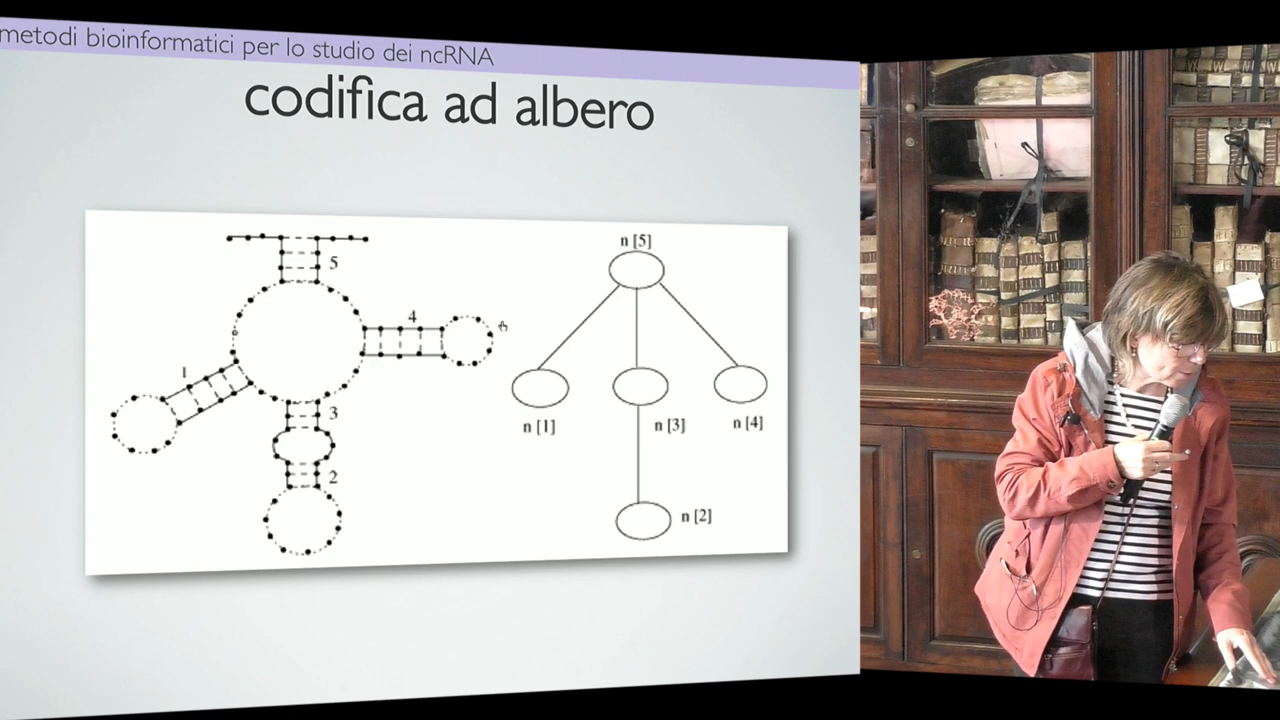 metodi bioinformatici per lo studio dei ncRNA
codifica ad albero
n [5]
5
4
1
3
n [1]
n [3]
n [4]
2
n [2]